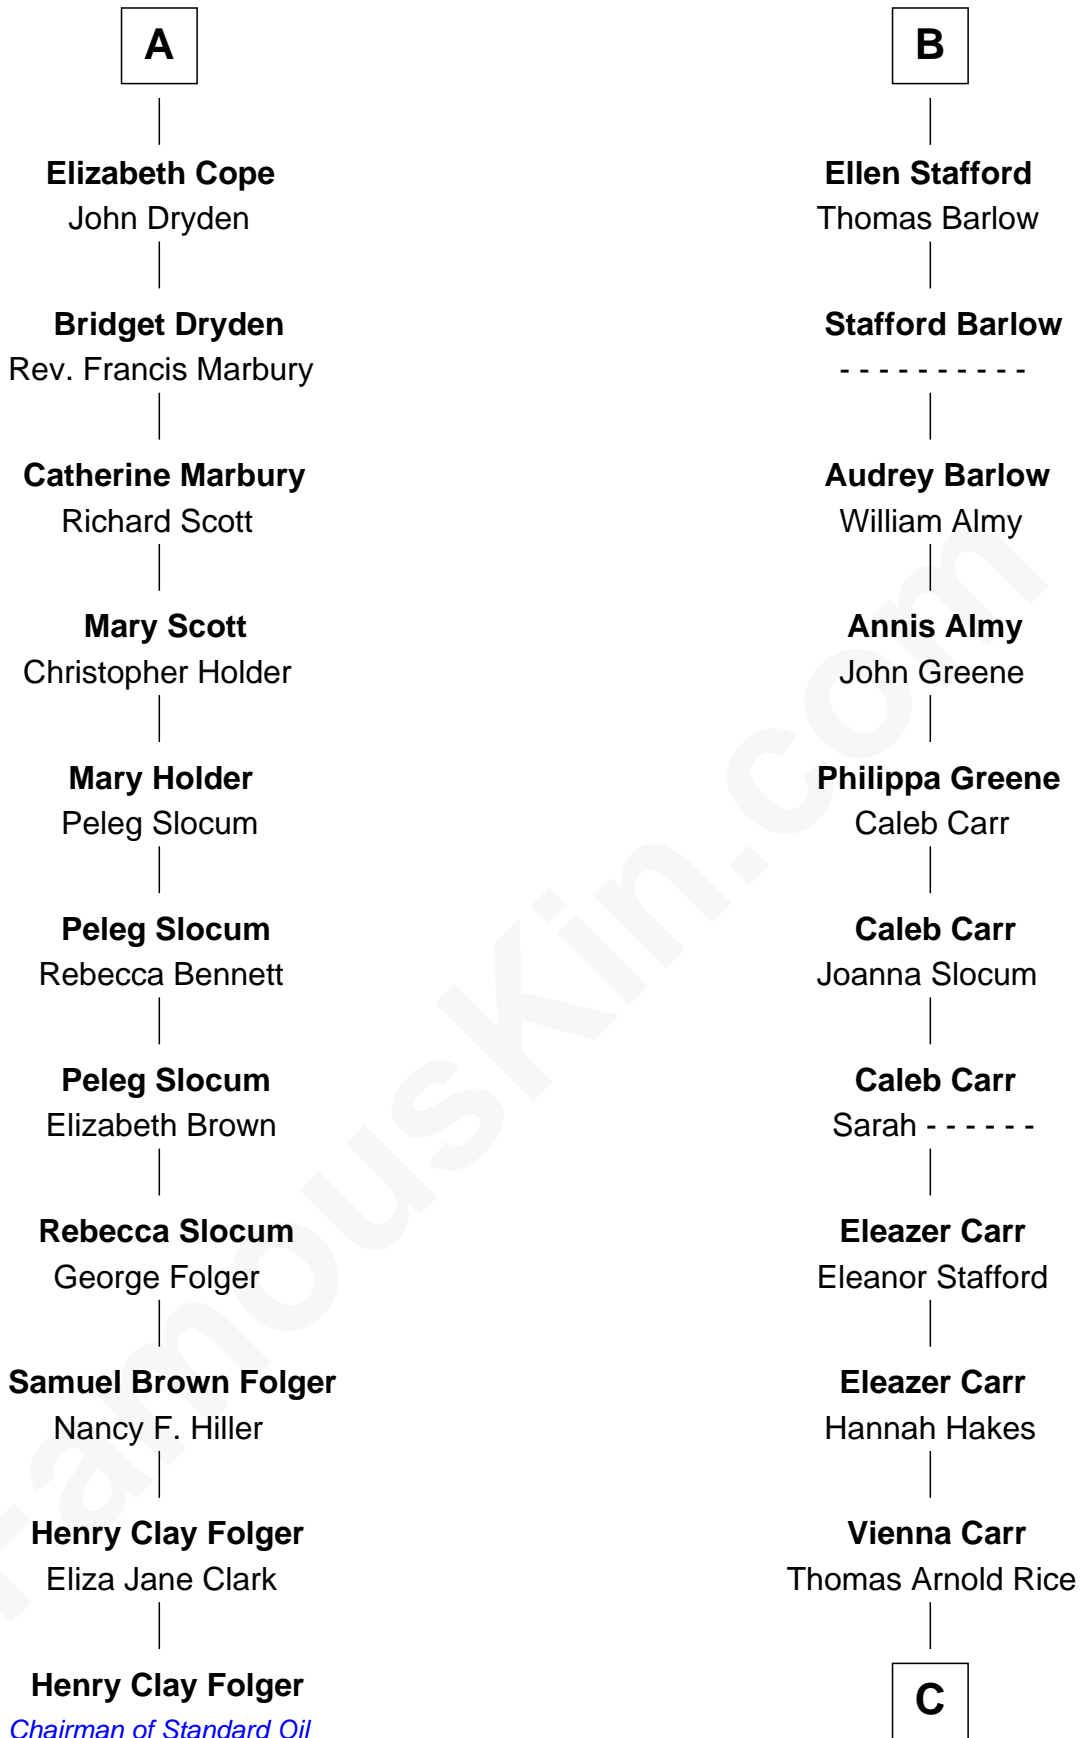 A
Elizabeth Cope
John Dryden
Bridget Dryden
Rev. Francis Marbury
Catherine Marbury
Richard Scott
Mary Scott
Christopher Holder
Mary Holder
Peleg Slocum
Peleg Slocum
Rebecca Bennett
Peleg Slocum
Elizabeth Brown
Rebecca Slocum
George Folger
Samuel Brown Folger
Nancy F. Hiller
Henry Clay Folger
Eliza Jane Clark
Henry Clay Folger
Chairman of Standard Oil
B
Ellen Stafford
Thomas Barlow
Stafford Barlow
- - - - - - - - - -
Audrey Barlow
William Almy
Annis Almy
John Greene
Philippa Greene
Caleb Carr
Caleb Carr
Joanna Slocum
Caleb Carr
Sarah - - - - - -
Eleazer Carr
Eleanor Stafford
Eleazer Carr
Hannah Hakes
Vienna Carr
Thomas Arnold Rice
C
FamousKin.com